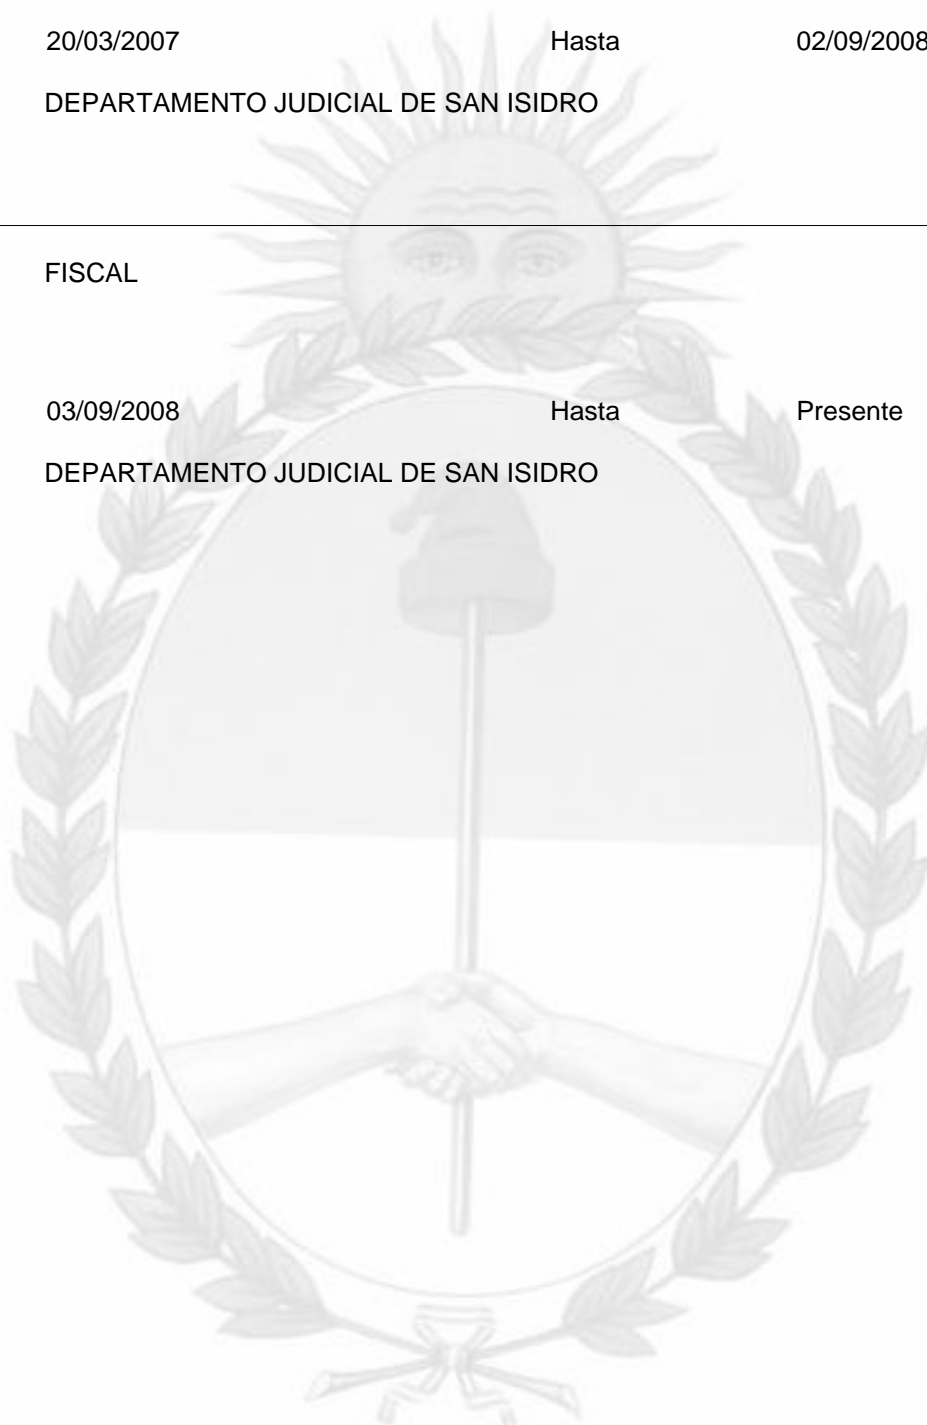 20/03/2007 Hasta 02/09/2008
DEPARTAMENTO JUDICIAL DE SAN ISIDRO
FISCAL
03/09/2008 Hasta Presente
DEPARTAMENTO JUDICIAL DE SAN ISIDRO